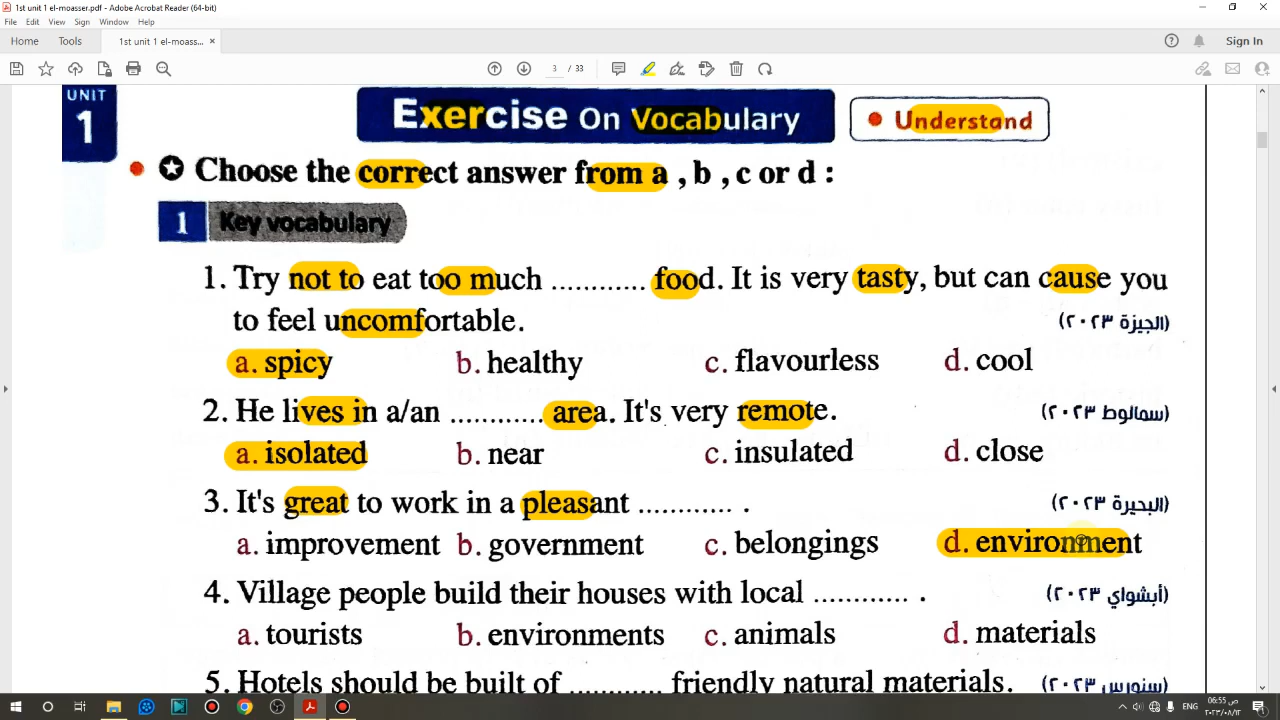 1st unit 1 el-moasser.pdf - Adobe Acrobat Reader (64-bit)
File Edit View Sign Window Help
Home Tools 1st unit 1 el-moass... × Sign In
3 / 33
UNIT
1
Exercise On Vocabulary
Understand
Choose the correct answer from a , b , c or d :
1 Key vocabulary
1. Try not to eat too much ............ food. It is very tasty, but can cause you
to feel uncomfortable. (الجيزة ٢٠٢٣)
a. spicy b. healthy c. flavourless d. cool
2. He lives in a/an ............ area. It's very remote. (سمالوط ٢٠٢٣)
a. isolated b. near c. insulated d. close
3. It's great to work in a pleasant ............ . (البحيرة ٢٠٢٣)
a. improvement b. government c. belongings d. environment
4. Village people build their houses with local ............ . (أبشواي ٢٠٢٣)
a. tourists b. environments c. animals d. materials
5. Hotels should be built of ............ friendly natural materials. (سنورس ٢٠٢٣)
ENG
06:55 ص
٢٠٢٣/٠٨/١٢